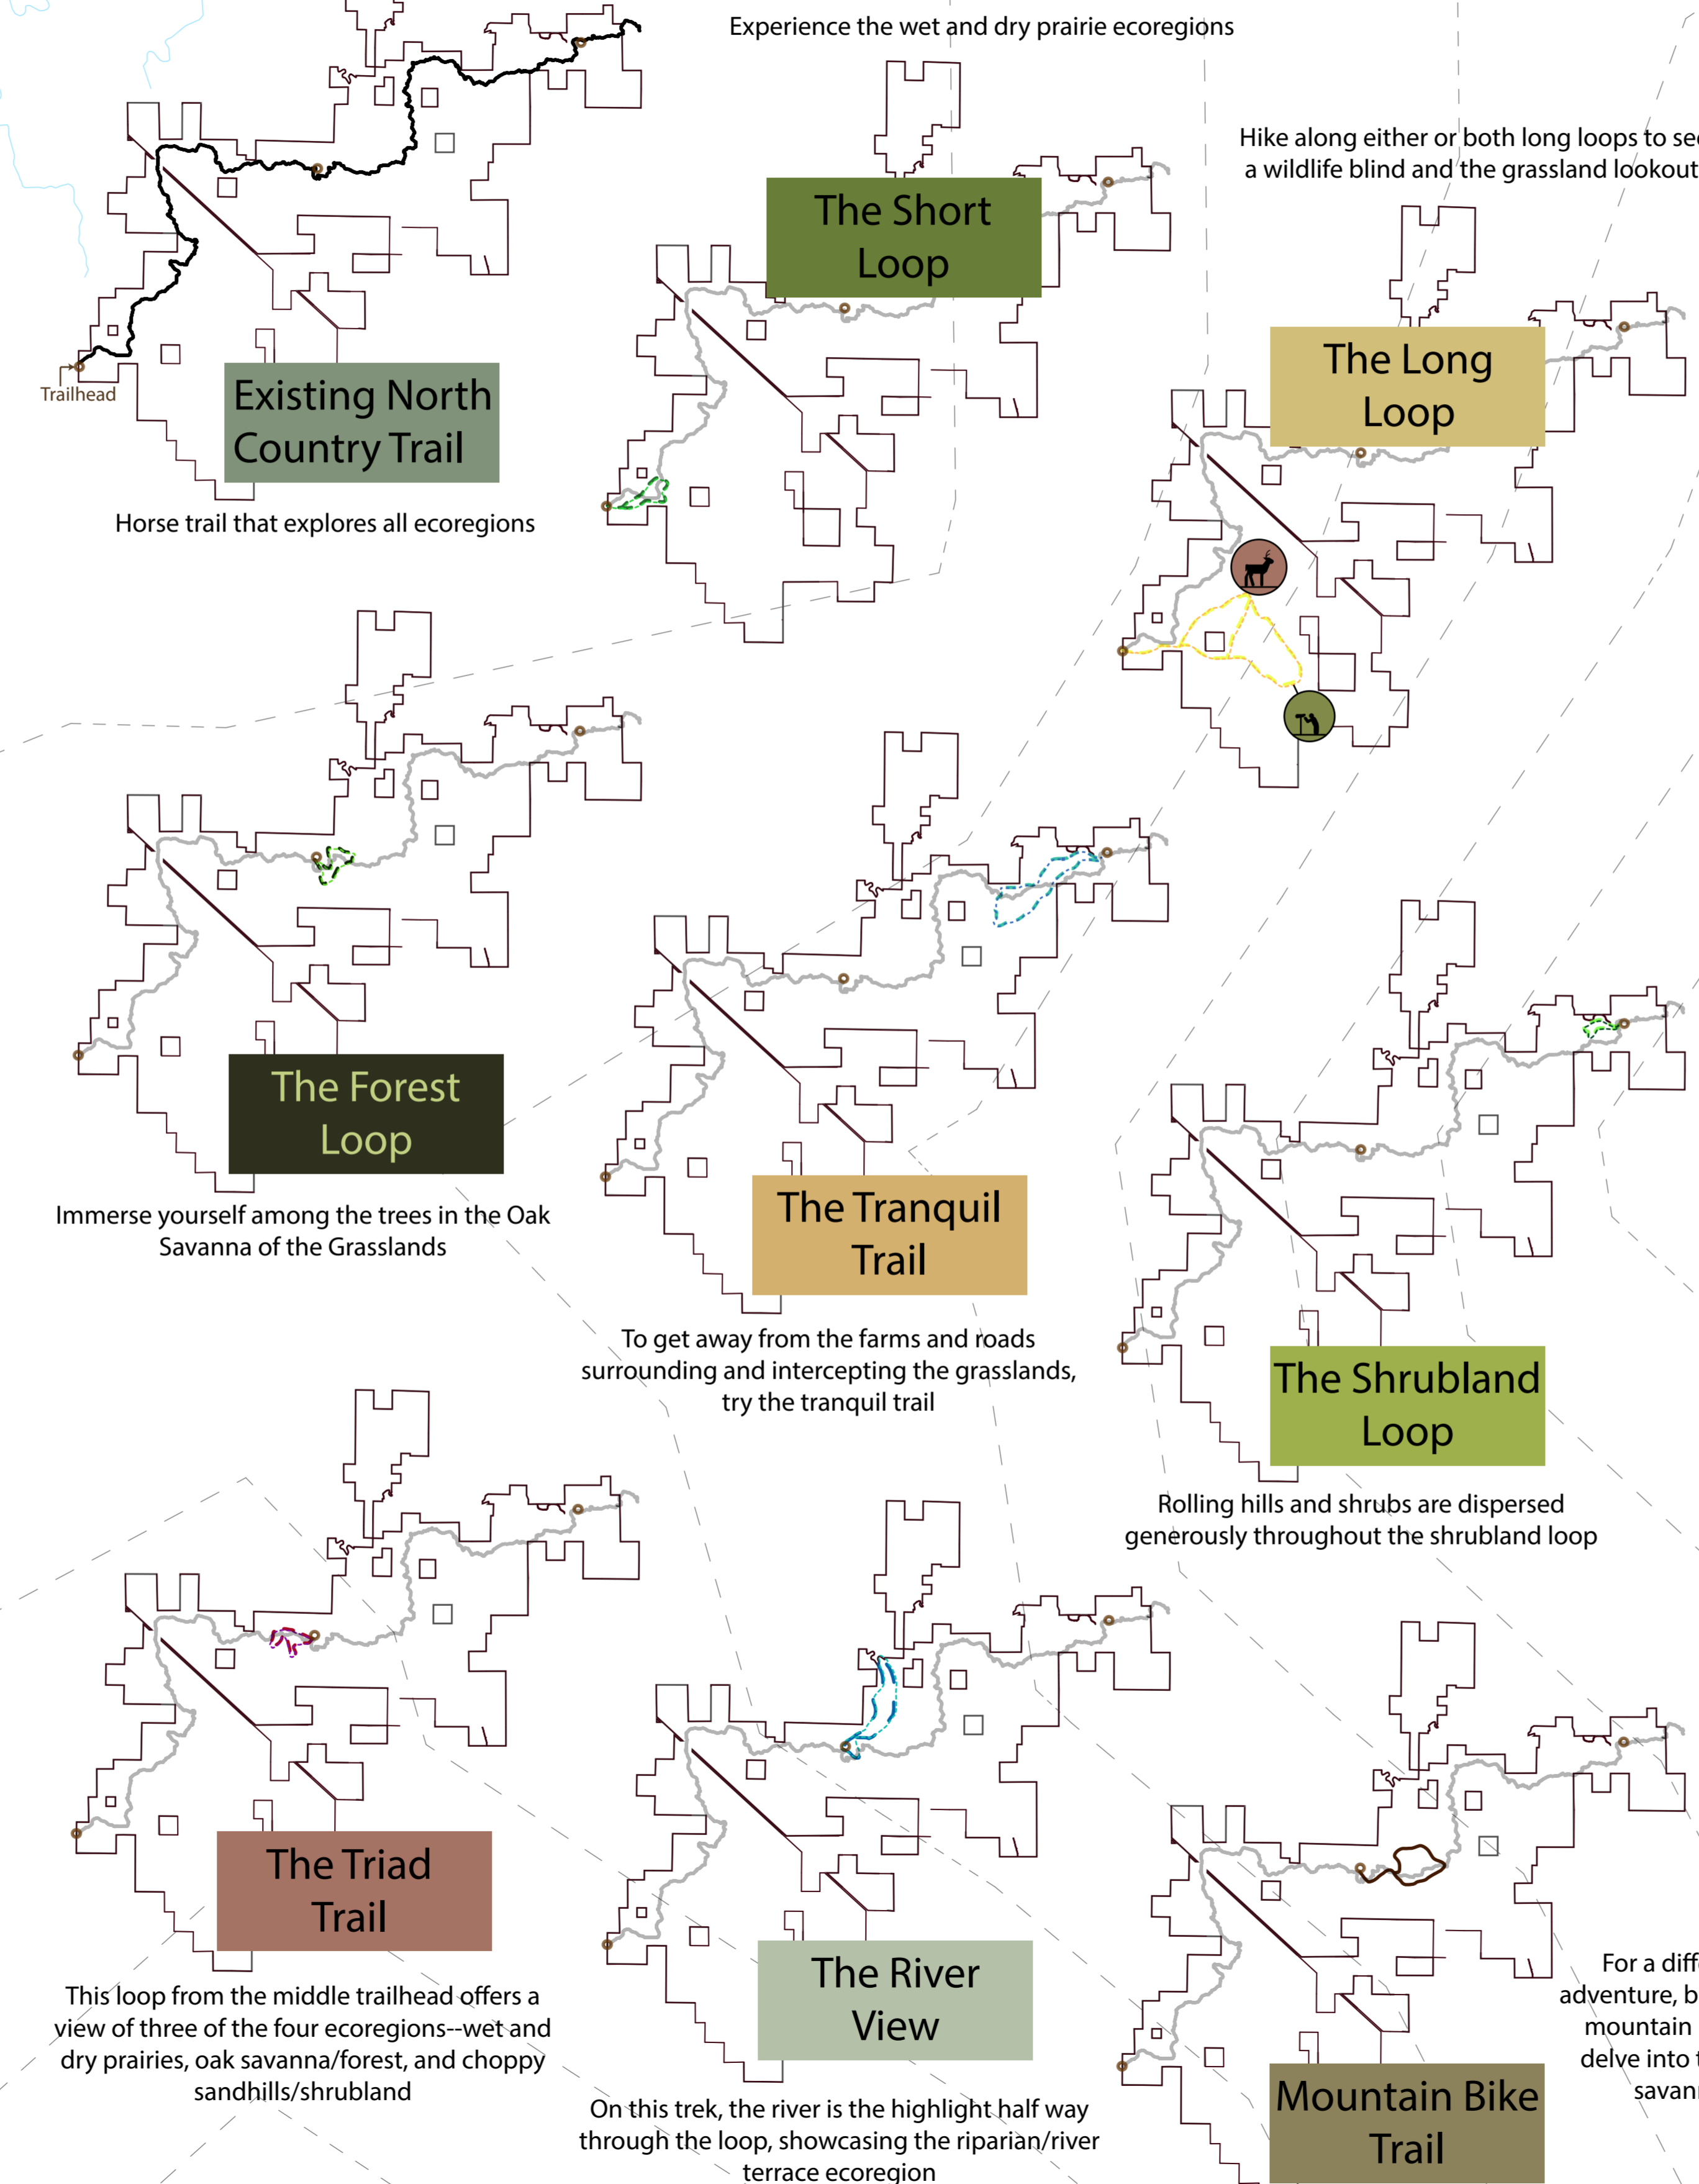 Experience the wet and dry prairie ecoregions
Hike along either or both long loops to see
a wildlife blind and the grassland lookout
The Short
Loop
The Long
Loop
Trailhead
Existing North
Country Trail
Horse trail that explores all ecoregions
The Forest
Loop
Immerse yourself among the trees in the Oak
Savanna of the Grasslands
The Tranquil
Trail
To get away from the farms and roads
surrounding and intercepting the grasslands,
try the tranquil trail
The Shrubland
Loop
Rolling hills and shrubs are dispersed
generously throughout the shrubland loop
The Triad
Trail
This loop from the middle trailhead offers a
view of three of the four ecoregions--wet and
dry prairies, oak savanna/forest, and choppy
sandhills/shrubland
The River
View
On this trek, the river is the highlight half way
through the loop, showcasing the riparian/river
terrace ecoregion
For a
adventure,
mountain
delve into
Mountain Bike
Trail